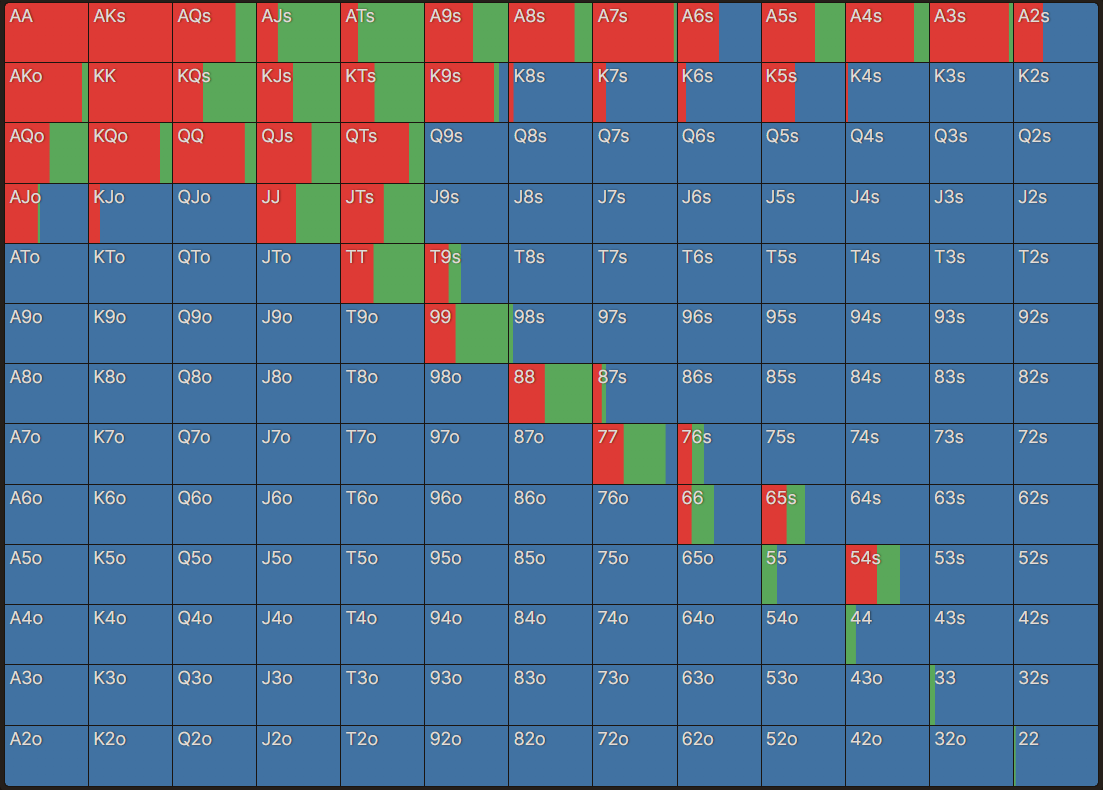 AA AKs AQs AJs ATs A9s A8s A7s A6s A5s A4s A3s A2s
AKo KK KQs KJs KTs K9s K8s K7s K6s K5s K4s K3s K2s
AQo KQo QQ QJs QTs Q9s Q8s Q7s Q6s Q5s Q4s Q3s Q2s
AJo KJo QJo JJ JTs J9s J8s J7s J6s J5s J4s J3s J2s
ATo KTo QTo JTo TT T9s T8s T7s T6s T5s T4s T3s T2s
A9o K9o Q9o J9o T9o 99 98s 97s 96s 95s 94s 93s 92s
A8o K8o Q8o J8o T8o 98o 88 87s 86s 85s 84s 83s 82s
A7o K7o Q7o J7o T7o 97o 87o 77 76s 75s 74s 73s 72s
A6o K6o Q6o J6o T6o 96o 86o 76o 66 65s 64s 63s 62s
A5o K5o Q5o J5o T5o 95o 85o 75o 65o 55 54s 53s 52s
A4o K4o Q4o J4o T4o 94o 84o 74o 64o 54o 44 43s 42s
A3o K3o Q3o J3o T3o 93o 83o 73o 63o 53o 43o 33 32s
A2o K2o Q2o J2o T2o 92o 82o 72o 62o 52o 42o 32o 22